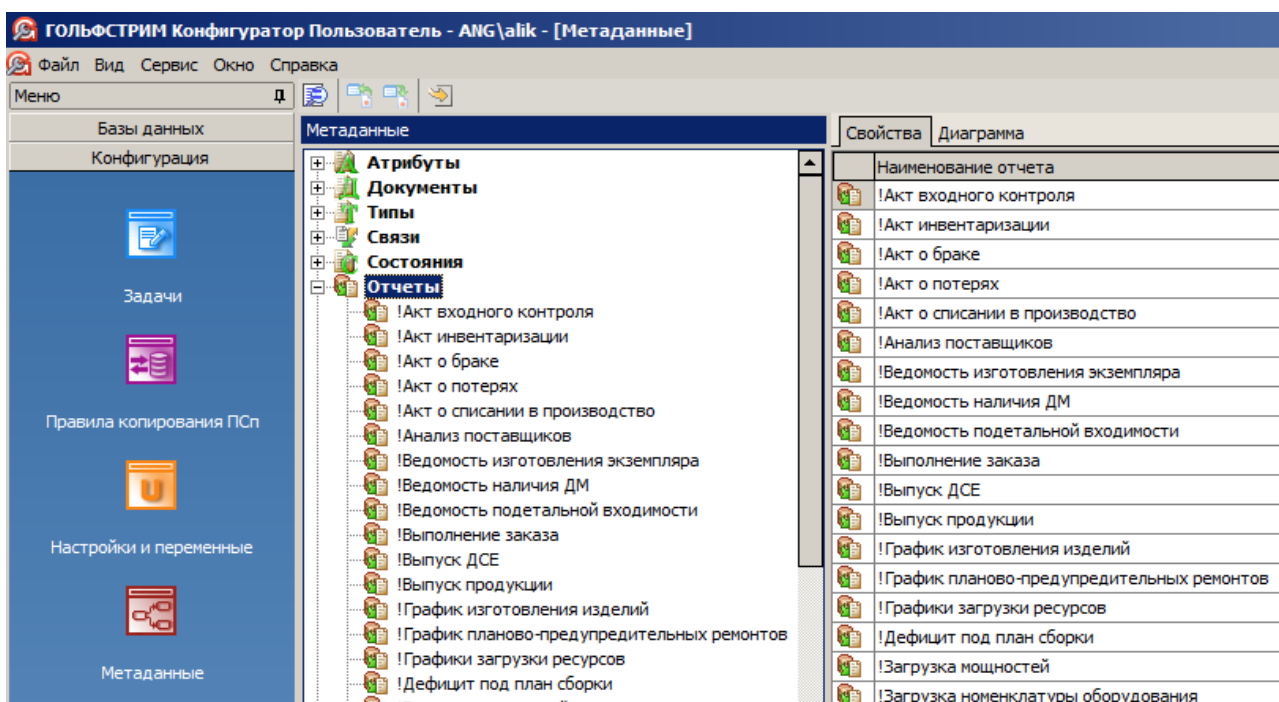 ГОЛЬФСТРИМ Конфигуратор Пользователь - ANG\alik - [Метаданные]
Файл Вид Сервис Окно Справка
Меню
Базы данных
Конфигурация
Задачи
Правила копирования ПСп
Настройки и переменные
Метаданные
Метаданные
Атрибуты
Документы
Типы
Связи
Состояния
Отчеты
!Акт входного контроля
!Акт инвентаризации
!Акт о браке
!Акт о потерях
!Акт о списании в производство
!Анализ поставщиков
!Ведомость изготовления экземпляра
!Ведомость наличия ДМ
!Ведомость подетальной входимости
!Выполнение заказа
!Выпуск ДСЕ
!Выпуск продукции
!График изготовления изделий
!График планово-предупредительных ремонтов
!Графики загрузки ресурсов
!Дефицит под план сборки
Свойства Диаграмма
Наименование отчета
!Акт входного контроля
!Акт инвентаризации
!Акт о браке
!Акт о потерях
!Акт о списании в производство
!Анализ поставщиков
!Ведомость изготовления экземпляра
!Ведомость наличия ДМ
!Ведомость подетальной входимости
!Выполнение заказа
!Выпуск ДСЕ
!Выпуск продукции
!График изготовления изделий
!График планово-предупредительных ремонтов
!Графики загрузки ресурсов
!Дефицит под план сборки
!Загрузка мощностей
!Загрузка номенклатуры оборудования